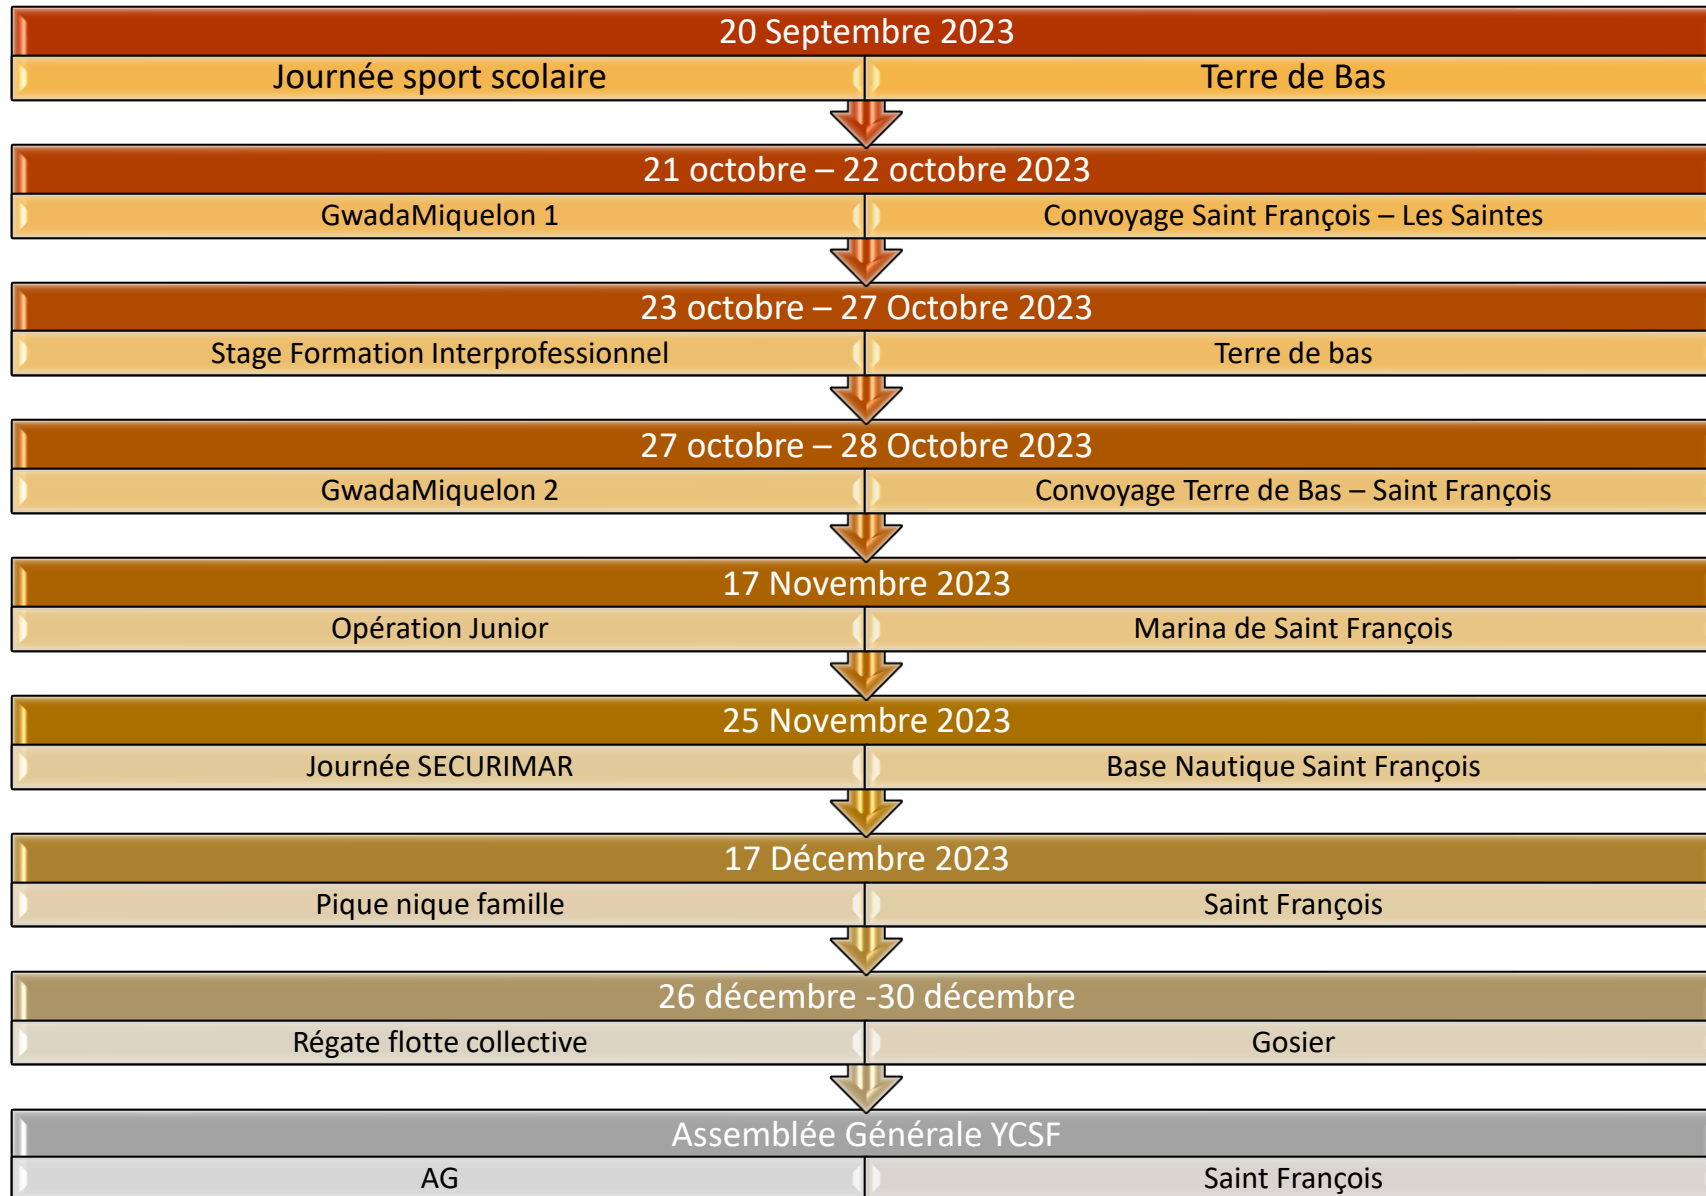 20 Septembre 2023
Journée sport scolaire
Terre de Bas
21 octobre – 22 octobre 2023
GwadaMiquelon 1
Convoyage Saint François – Les Saintes
23 octobre – 27 Octobre 2023
Stage Formation Interprofessionnel
Terre de bas
27 octobre – 28 Octobre 2023
GwadaMiquelon 2
Convoyage Terre de Bas – Saint François
17 Novembre 2023
Opération Junior
Marina de Saint François
25 Novembre 2023
Journée SECURIMAR
Base Nautique Saint François
17 Décembre 2023
Pique nique famille
Saint François
26 décembre -30 décembre
Régate flotte collective
Gosier
Assemblée Générale YCSF
AG
Saint François